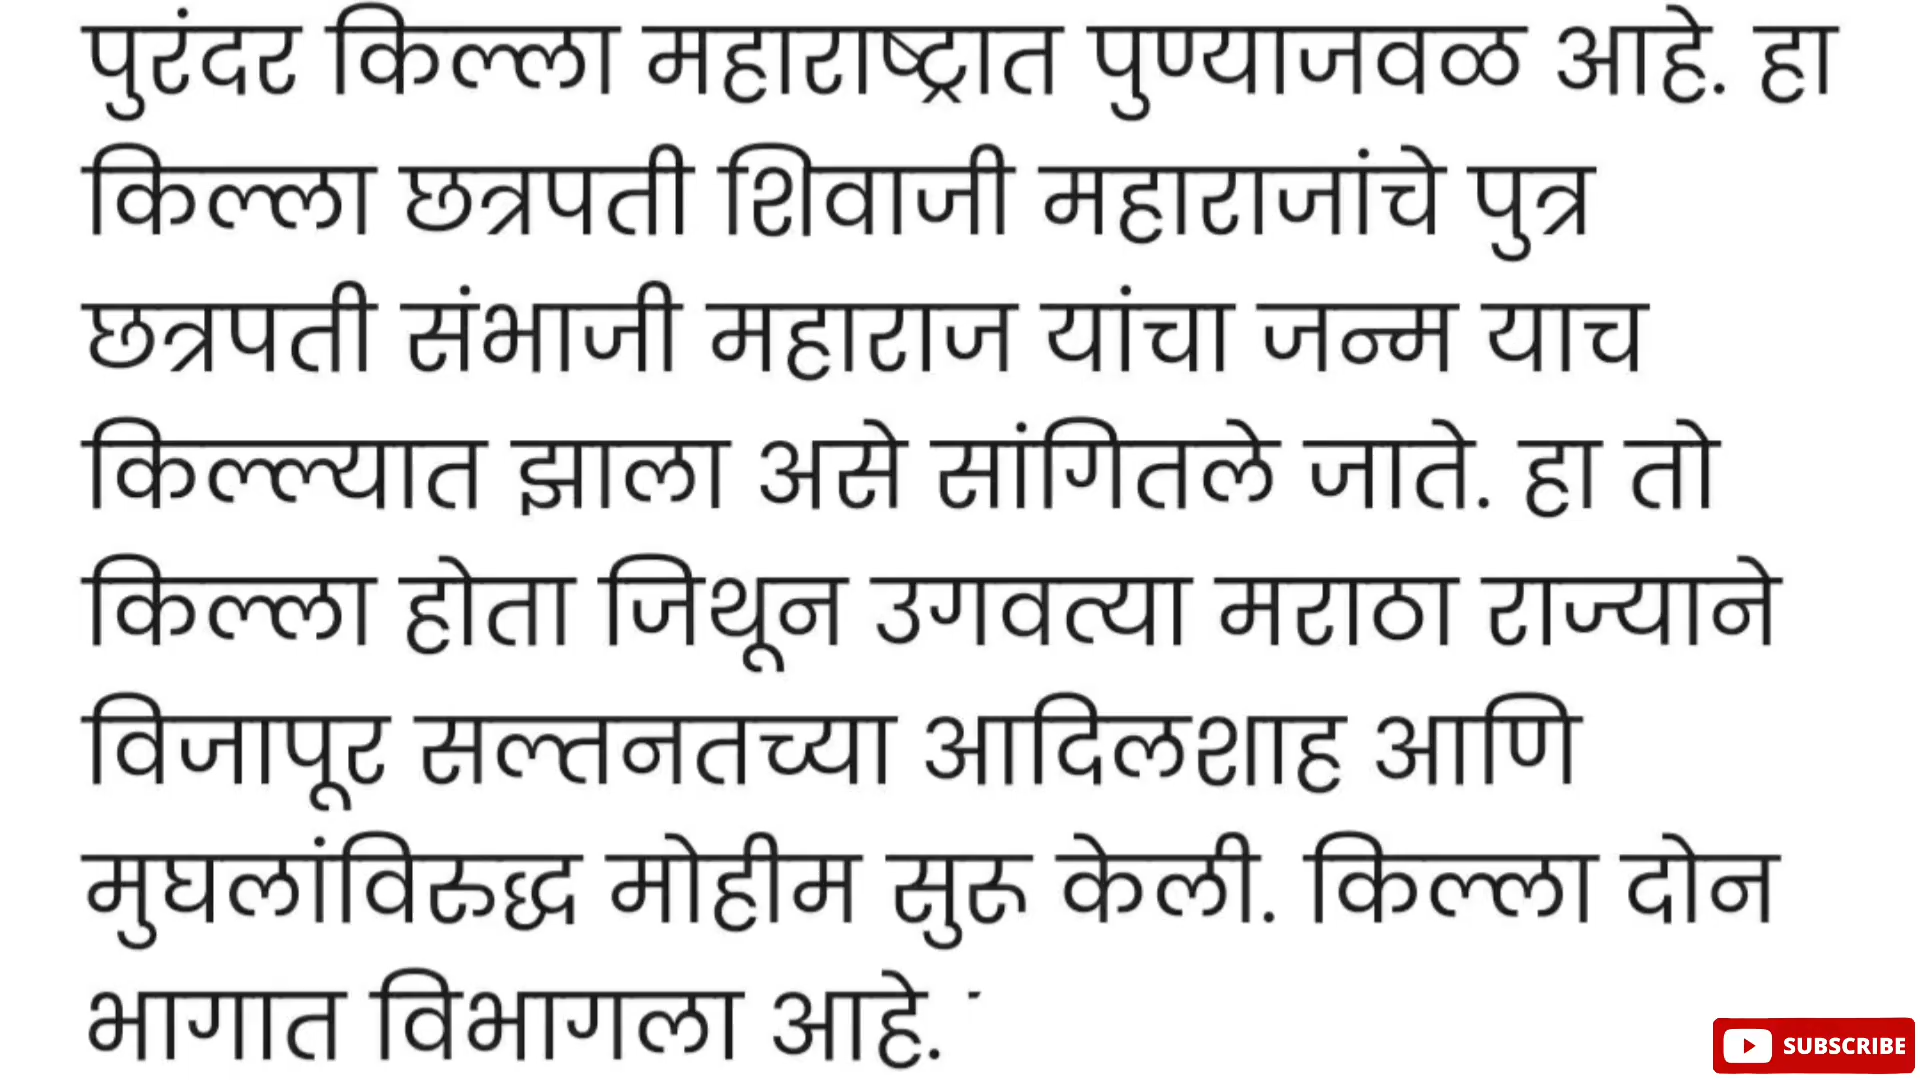 पुरंदर किल्ला महाराष्ट्रात पुण्याजवळ आहे. हा
किल्ला छत्रपती शिवाजी महाराजांचे पुत्र
छत्रपती संभाजी महाराज यांचा जन्म याच
किल्ल्यात झाला असे सांगितले जाते. हा तो
किल्ला होता जिथून उगवत्या मराठा राज्याने
विजापूर सल्तनतच्या आदिलशाह आणि
मुघलांविरुद्ध मोहीम सुरू केली. किल्ला दोन
भागात विभागला आहे.
SUBSCRIBE